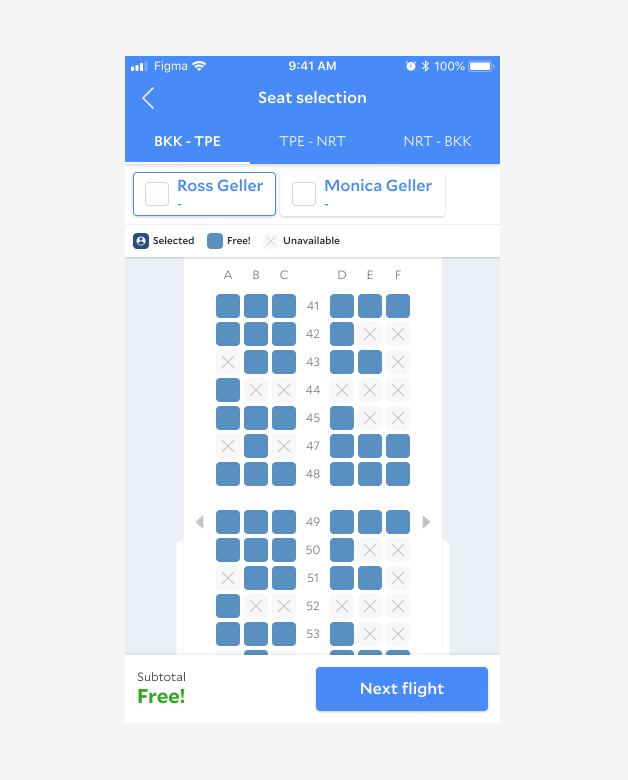 Figma 9:41 AM 100%
Seat selection
BKK - TPE TPE - NRT NRT - BKK
Ross Geller Monica Geller
- -
Selected Free! Unavailable
A B C D E F
41
42
43
44
45
47
48
49
50
51
52
53
Subtotal
Free!
Next flight